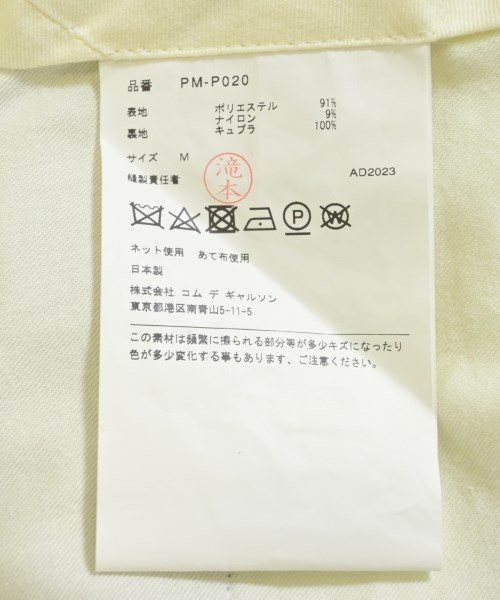 品番 PM-P020
表地 ポリエステル 91%
ナイロン 9%
裏地 キュプラ 100%
サイズ M
縫製責任者 滝本
AD2023
P W
ネット使用 あて布使用
日本製
株式会社 コム デ ギャルソン
東京都港区南青山5-11-5
この素材は頻繁に擦られる部分等が多少キズになったり
色が多少変化する事もあります、ご注意ください。